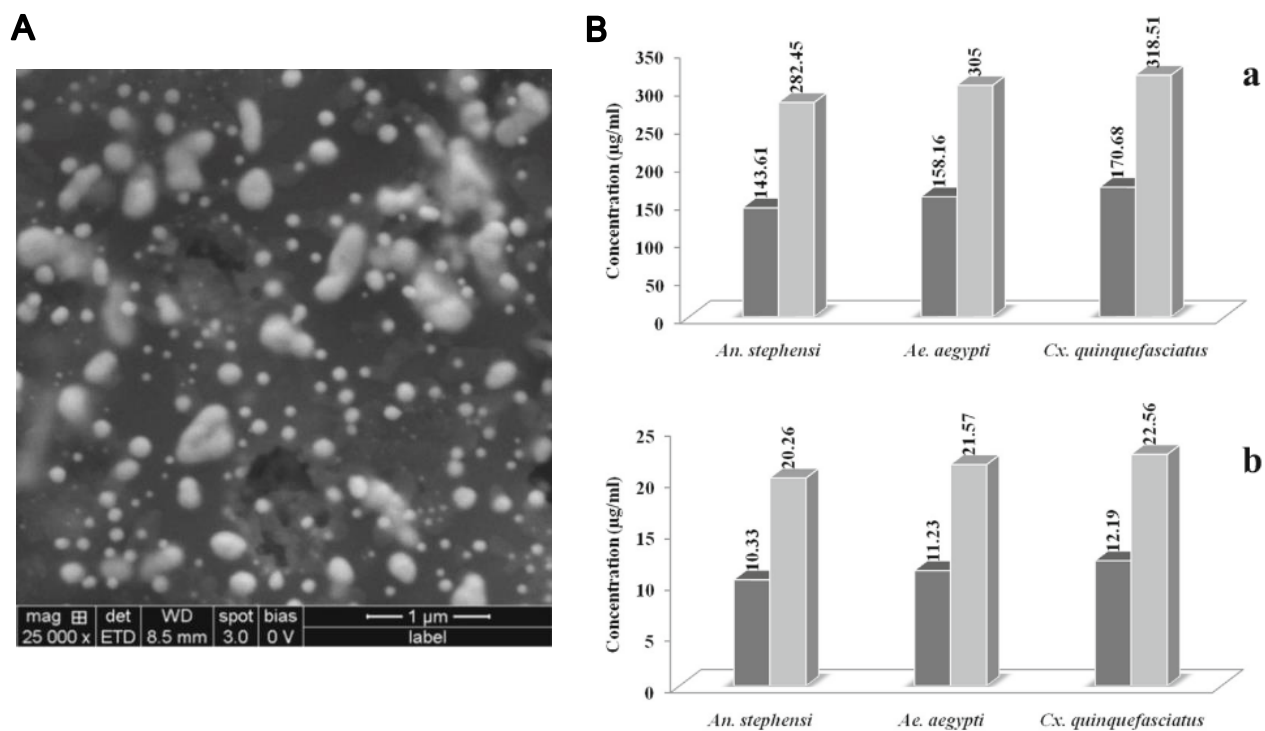 A
mag det WD spot bias 1 µm
25 000 x ETD 8.5 mm 3.0 0 V label
B
a
Concentration (µg/ml)
350
300
250
200
150
100
50
0
143.61
282.45
158.16
305
170.68
318.51
An. stephensi Ae. aegypti Cx. quinquefasciatus
b
Concentration (µg/ml)
25
20
15
10
5
0
10.33
20.26
11.23
21.57
12.19
22.56
An. stephensi Ae. aegypti Cx. quinquefasciatus